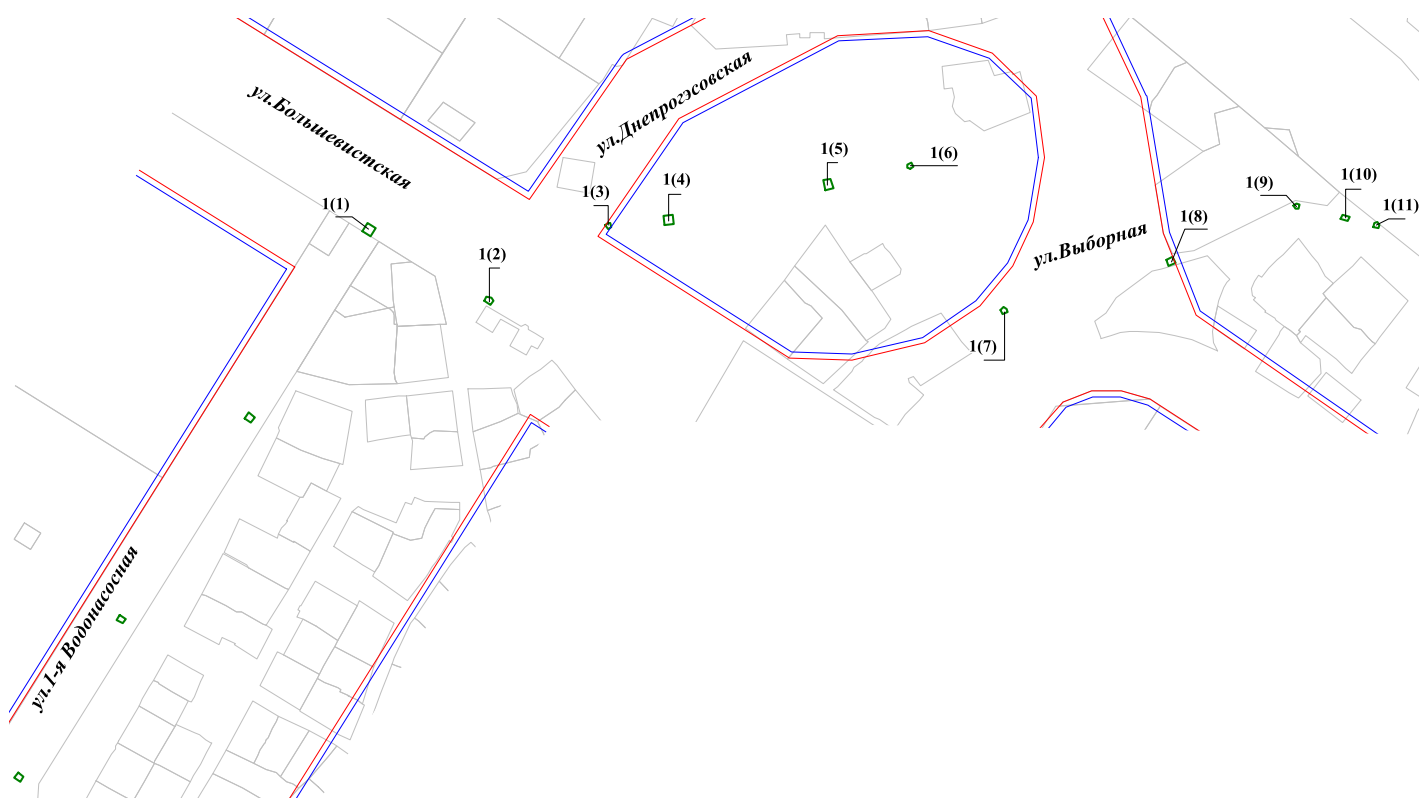 ул.Большевистская
ул.Днепрогэсовская
1(5)
1(6)
1(4)
1(3)
1(1)
1(2)
1(9)
1(10)
1(11)
1(8)
ул.Выборная
1(7)
ул.1-я Водонасосная